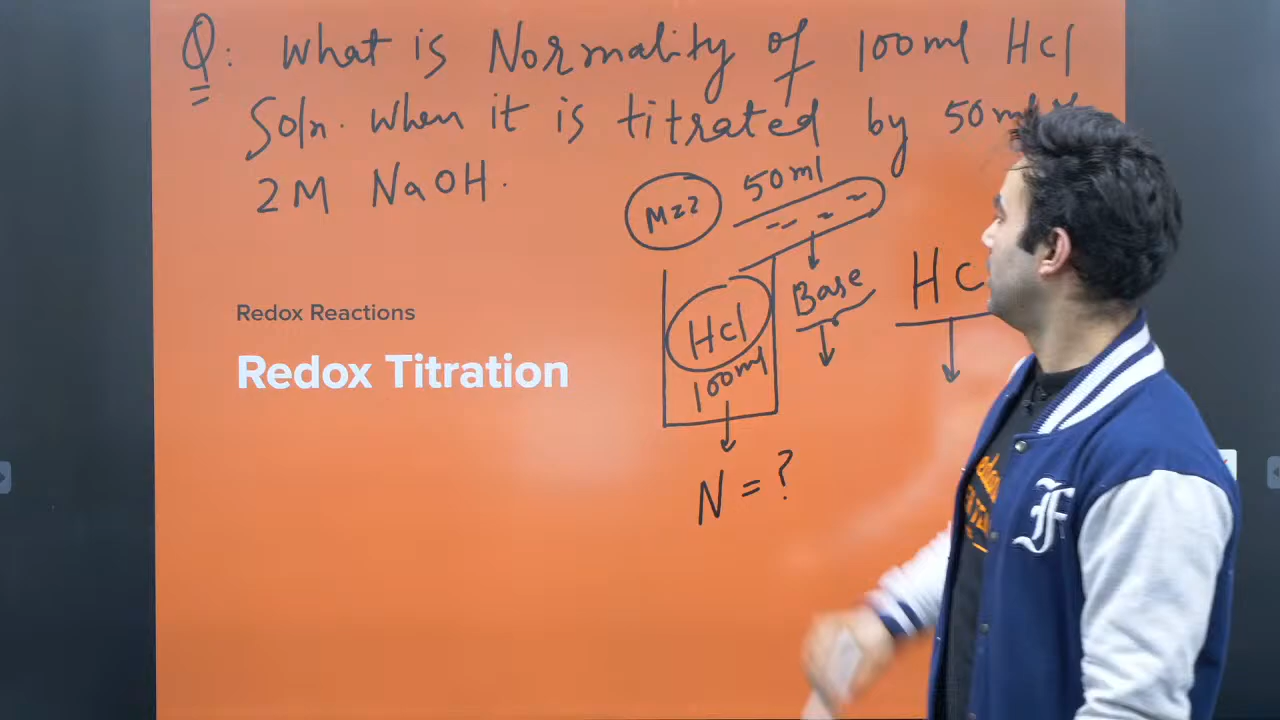 Q: What is Normality of 100ml Hcl
Soln. when it is titrated by 50ml
2M NaOH.
M=2
50ml
Base
HC
Hcl
100ml
N = ?
Redox Reactions
Redox Titration